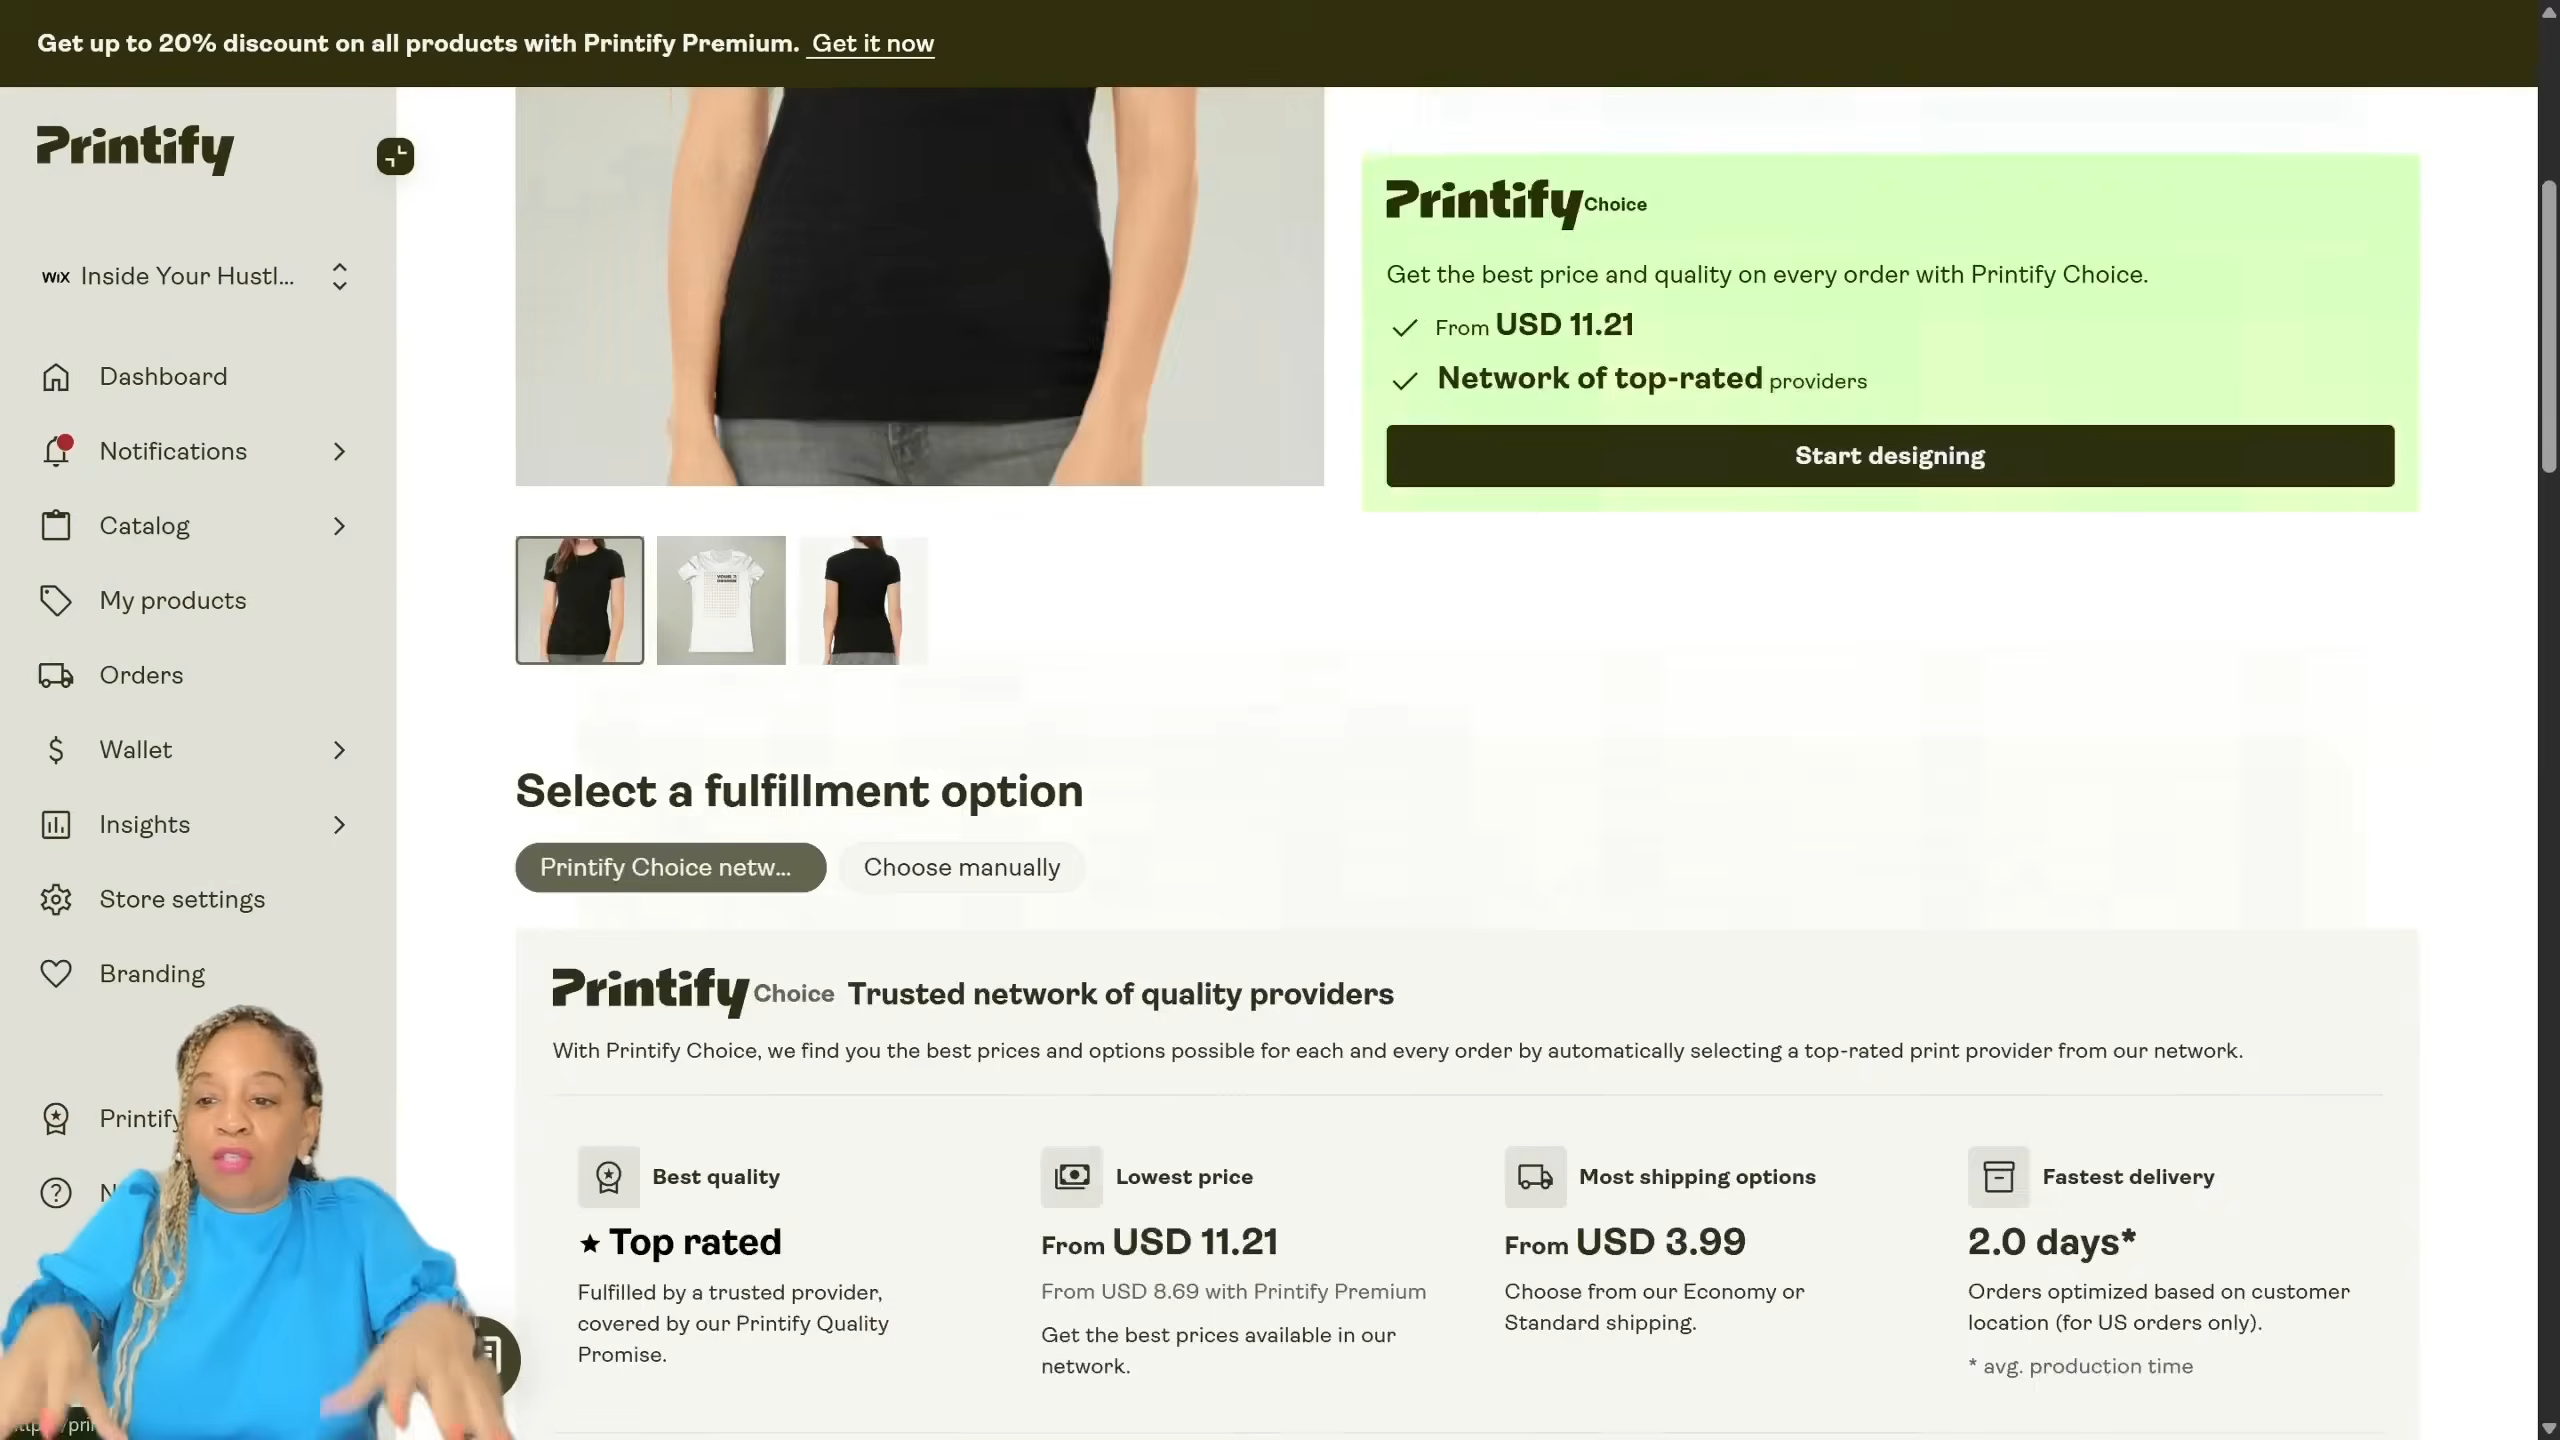 Get up to 20% discount on all products with Printify Premium. Get it now
Printify
WIX Inside Your Hustl...
Dashboard
Notifications
Catalog
My products
Orders
Wallet
Insights
Store settings
Branding
Printify
Printify Choice
Get the best price and quality on every order with Printify Choice.
From USD 11.21
Network of top-rated providers
Start designing
YOUR
DESIGN
Select a fulfillment option
Printify Choice netw...
Choose manually
Printify Choice Trusted network of quality providers
With Printify Choice, we find you the best prices and options possible for each and every order by automatically selecting a top-rated print provider from our network.
Best quality
Top rated
Fulfilled by a trusted provider,
covered by our Printify Quality
Promise.
Lowest price
From USD 11.21
From USD 8.69 with Printify Premium
Get the best prices available in our
network.
Most shipping options
From USD 3.99
Choose from our Economy or
Standard shipping.
Fastest delivery
2.0 days*
Orders optimized based on customer
location (for US orders only).
* avg. production time